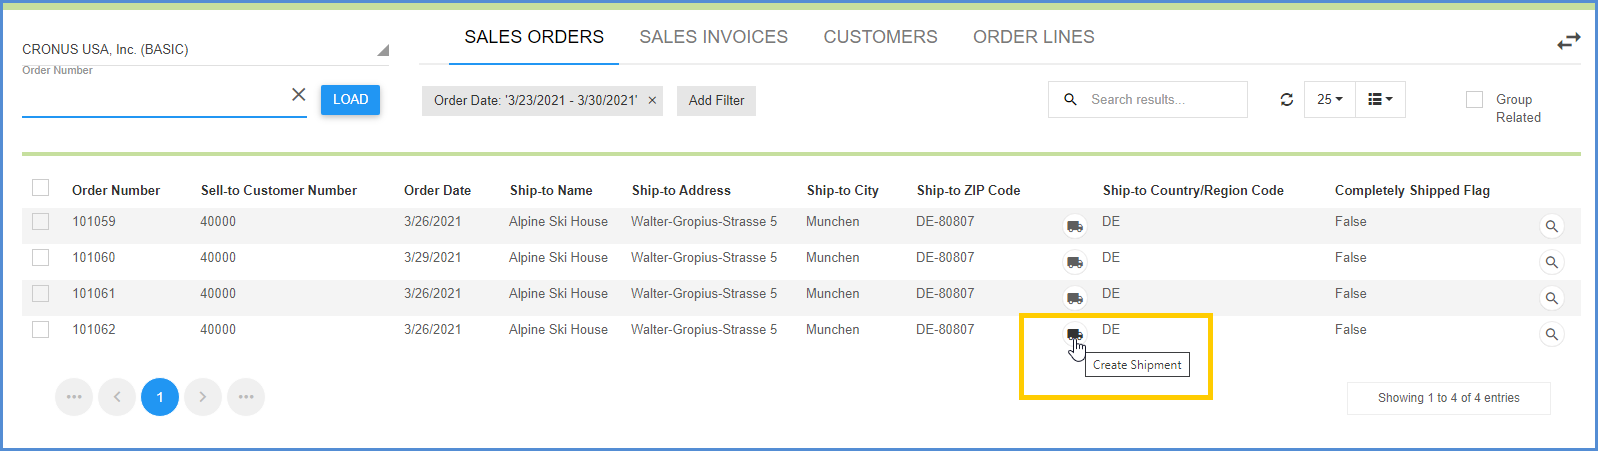 CRONUS USA, Inc. (BASIC)
Order Number
LOAD
SALES ORDERS SALES INVOICES CUSTOMERS ORDER LINES
Order Date: '3/23/2021 - 3/30/2021' × Add Filter
Search results...
25
Group
Related
Order Number Sell-to Customer Number Order Date Ship-to Name Ship-to Address Ship-to City Ship-to ZIP Code Ship-to Country/Region Code Completely Shipped Flag
101059 40000 3/26/2021 Alpine Ski House Walter-Gropius-Strasse 5 Munchen DE-80807 DE False
101060 40000 3/29/2021 Alpine Ski House Walter-Gropius-Strasse 5 Munchen DE-80807 DE False
101061 40000 3/26/2021 Alpine Ski House Walter-Gropius-Strasse 5 Munchen DE-80807 DE False
101062 40000 3/26/2021 Alpine Ski House Walter-Gropius-Strasse 5 Munchen DE-80807 DE False
Create Shipment
1
Showing 1 to 4 of 4 entries